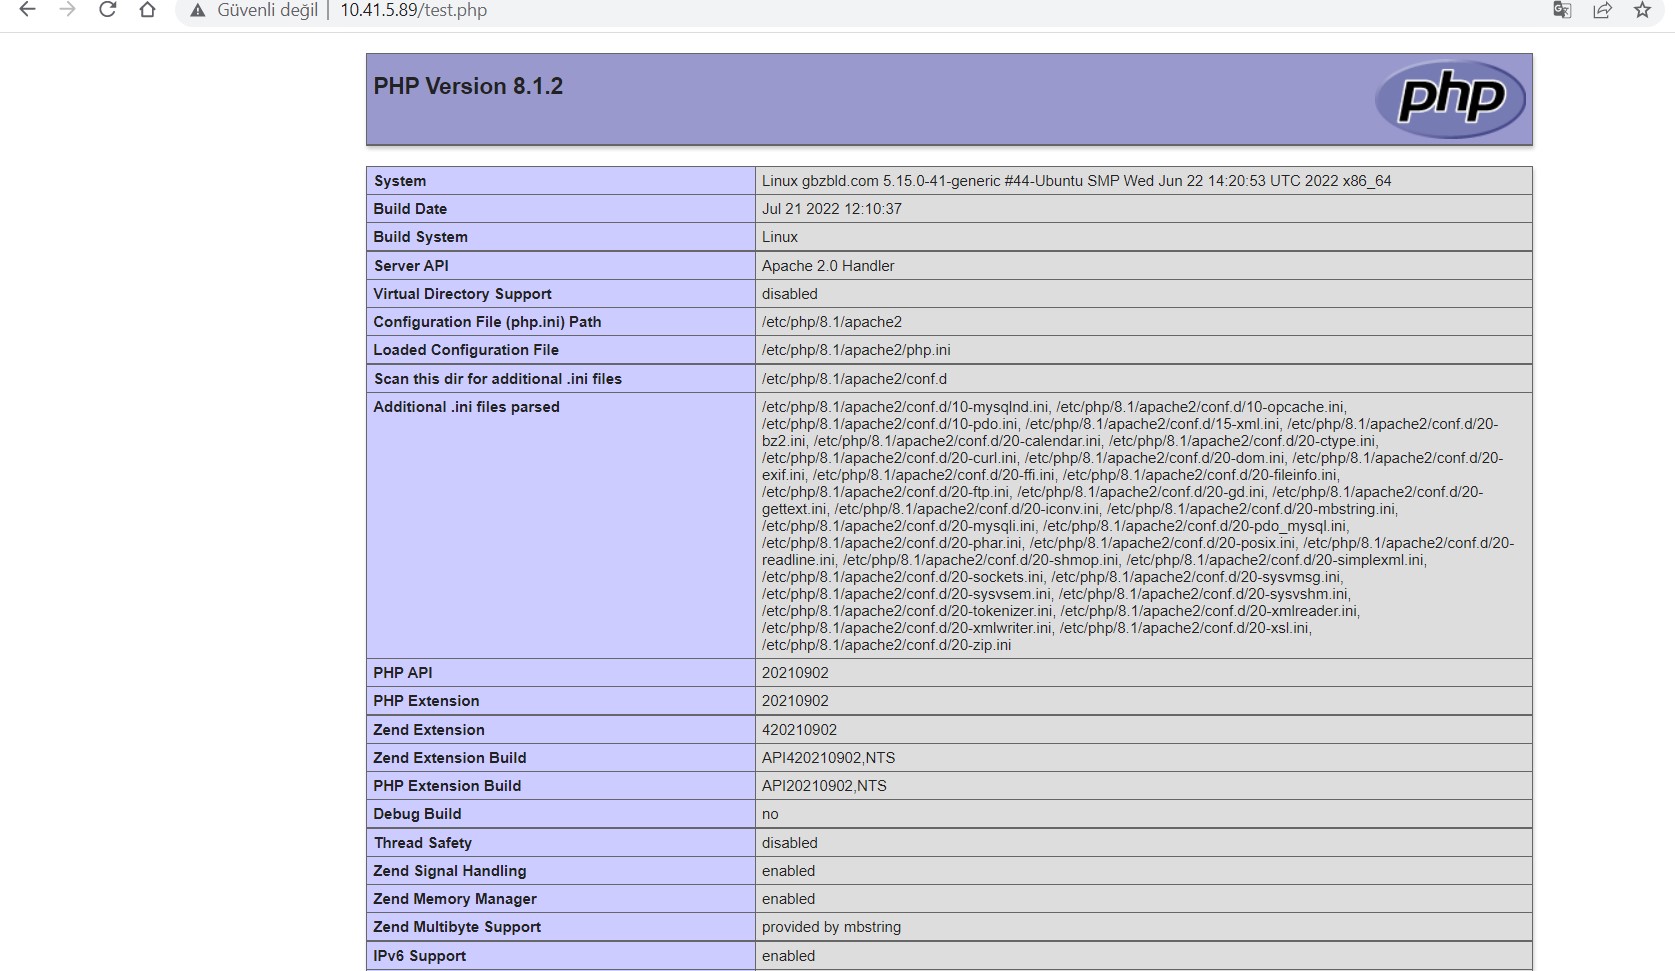 Güvenli değil | 10.41.5.89/test.php
PHP Version 8.1.2
php
System Linux gbzbld.com 5.15.0-41-generic #44-Ubuntu SMP Wed Jun 22 14:20:53 UTC 2022 x86_64
Build Date Jul 21 2022 12:10:37
Build System Linux
Server API Apache 2.0 Handler
Virtual Directory Support disabled
Configuration File (php.ini) Path /etc/php/8.1/apache2
Loaded Configuration File /etc/php/8.1/apache2/php.ini
Scan this dir for additional .ini files /etc/php/8.1/apache2/conf.d
Additional .ini files parsed /etc/php/8.1/apache2/conf.d/10-mysqlnd.ini, /etc/php/8.1/apache2/conf.d/10-opcache.ini,
/etc/php/8.1/apache2/conf.d/10-pdo.ini, /etc/php/8.1/apache2/conf.d/15-xml.ini, /etc/php/8.1/apache2/conf.d/20-
bz2.ini, /etc/php/8.1/apache2/conf.d/20-calendar.ini, /etc/php/8.1/apache2/conf.d/20-ctype.ini,
/etc/php/8.1/apache2/conf.d/20-curl.ini, /etc/php/8.1/apache2/conf.d/20-dom.ini, /etc/php/8.1/apache2/conf.d/20-
exif.ini, /etc/php/8.1/apache2/conf.d/20-ffi.ini, /etc/php/8.1/apache2/conf.d/20-fileinfo.ini,
/etc/php/8.1/apache2/conf.d/20-ftp.ini, /etc/php/8.1/apache2/conf.d/20-gd.ini, /etc/php/8.1/apache2/conf.d/20-
gettext.ini, /etc/php/8.1/apache2/conf.d/20-iconv.ini, /etc/php/8.1/apache2/conf.d/20-mbstring.ini,
/etc/php/8.1/apache2/conf.d/20-mysqli.ini, /etc/php/8.1/apache2/conf.d/20-pdo_mysql.ini,
/etc/php/8.1/apache2/conf.d/20-phar.ini, /etc/php/8.1/apache2/conf.d/20-posix.ini, /etc/php/8.1/apache2/conf.d/20-
readline.ini, /etc/php/8.1/apache2/conf.d/20-shmop.ini, /etc/php/8.1/apache2/conf.d/20-simplexml.ini,
/etc/php/8.1/apache2/conf.d/20-sockets.ini, /etc/php/8.1/apache2/conf.d/20-sysvmsg.ini,
/etc/php/8.1/apache2/conf.d/20-sysvsem.ini, /etc/php/8.1/apache2/conf.d/20-sysvshm.ini,
/etc/php/8.1/apache2/conf.d/20-tokenizer.ini, /etc/php/8.1/apache2/conf.d/20-xmlreader.ini,
/etc/php/8.1/apache2/conf.d/20-xmlwriter.ini, /etc/php/8.1/apache2/conf.d/20-xsl.ini,
/etc/php/8.1/apache2/conf.d/20-zip.ini
PHP API 20210902
PHP Extension 20210902
Zend Extension 420210902
Zend Extension Build API420210902,NTS
PHP Extension Build API20210902,NTS
Debug Build no
Thread Safety disabled
Zend Signal Handling enabled
Zend Memory Manager enabled
Zend Multibyte Support provided by mbstring
IPv6 Support enabled